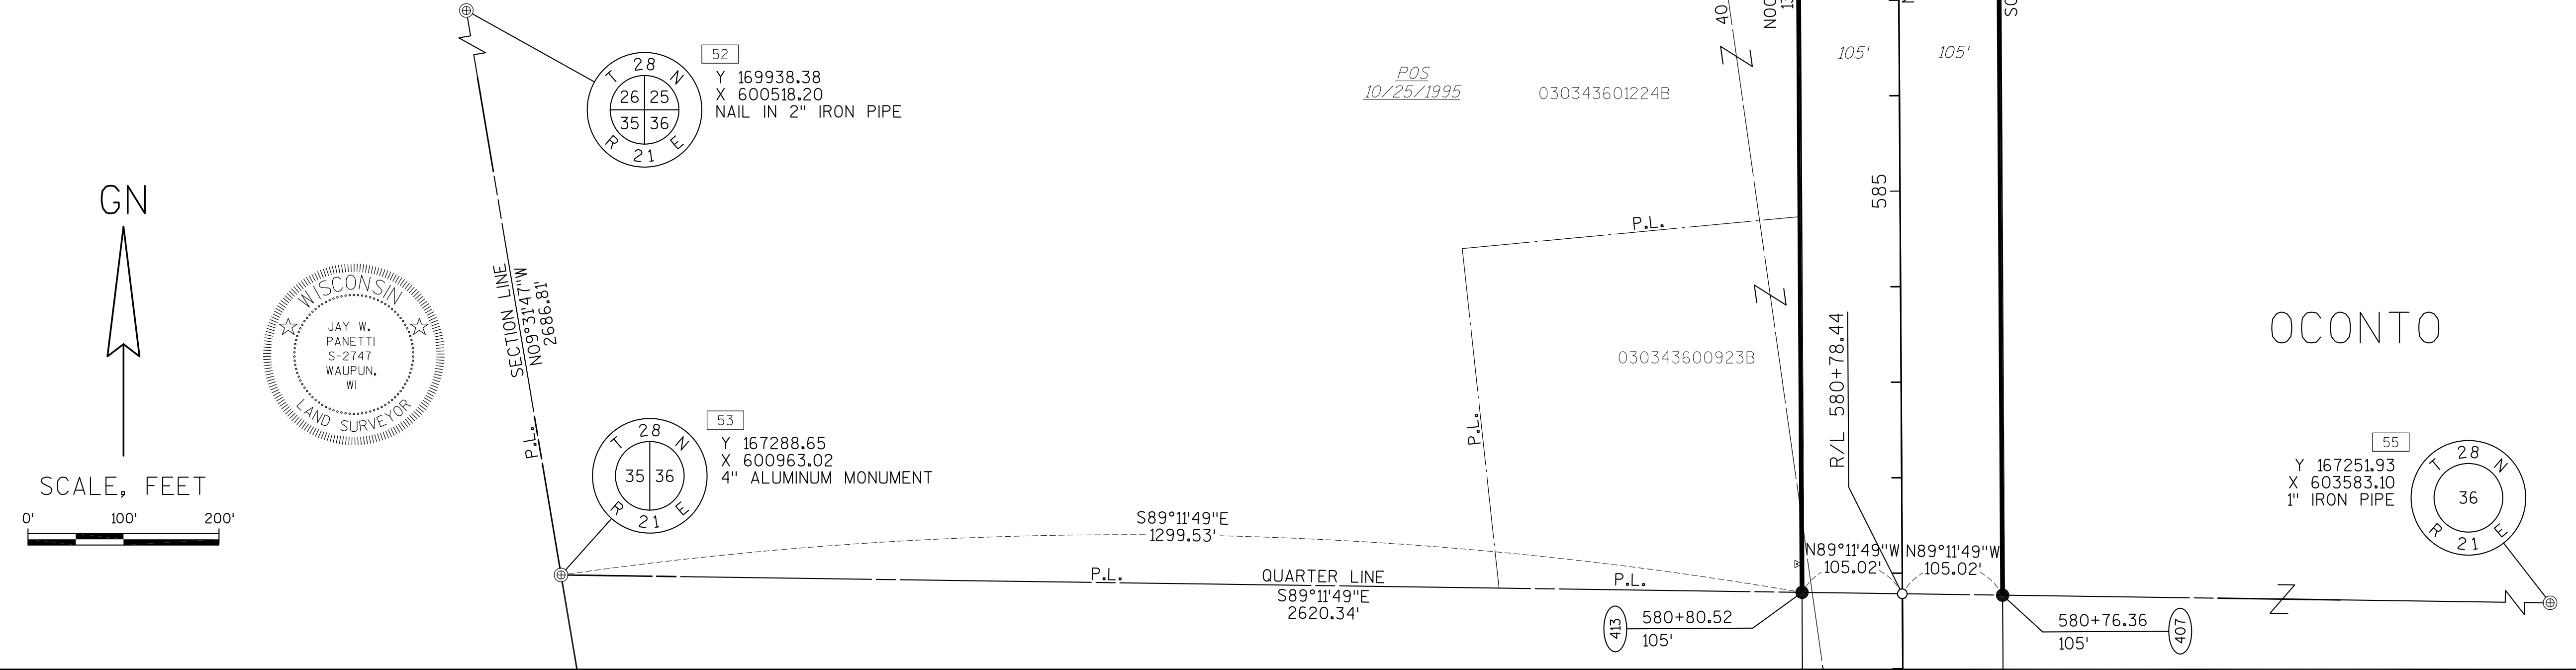 GN
SCALE, FEET
0' 100' 200'
WISCONSIN
JAY W.
PANETTI
S-2747
WAUPUN,
WI
LAND SURVEYOR
52
T 28 N
26 25
35 36
R 21 E
Y 169938.38
X 600518.20
NAIL IN 2" IRON PIPE
SECTION LINE
N09°31'47"W
2686.81'
P.L.
53
T 28 N
35 36
R 21 E
Y 167288.65
X 600963.02
4" ALUMINUM MONUMENT
S89°11'49"E
1299.53'
P.L.
QUARTER LINE
S89°11'49"E
2620.34'
P.L.
POS
10/25/1995
030343601224B
P.L.
P.L.
030343600923B
40
105'
105'
585
R/L 580+78.44
N89°11'49"W
105.02'
N89°11'49"W
105.02'
413
580+80.52
105'
580+76.36
105'
407
OCONTO
55
T 28 N
36
R 21 E
Y 167251.93
X 603583.10
1" IRON PIPE